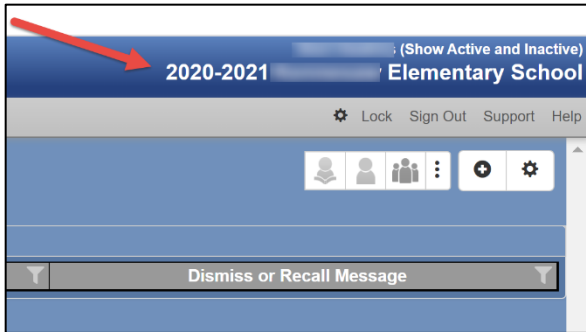 (Show Active and Inactive)
2020-2021 Elementary School
Lock Sign Out Support Help
Dismiss or Recall Message